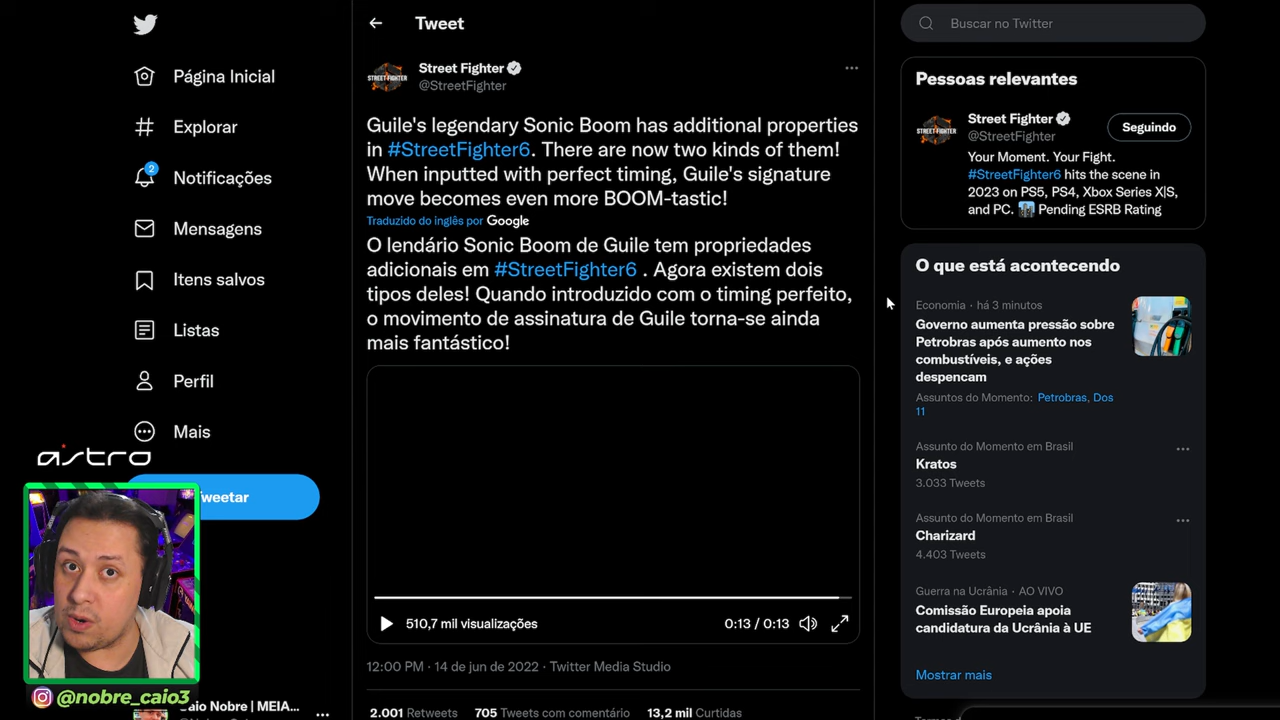 Página Inicial
Explorar
Notificações
2
Mensagens
Itens salvos
Listas
Perfil
Mais
astro
Tweetar
@nobre_caio3
Caio Nobre | MEIA...
Tweet
STREET FIGHTER
Street Fighter
@StreetFighter
Guile's legendary Sonic Boom has additional properties
in #StreetFighter6. There are now two kinds of them!
When inputted with perfect timing, Guile's signature
move becomes even more BOOM-tastic!
Traduzido do inglês por Google
O lendário Sonic Boom de Guile tem propriedades
adicionais em #StreetFighter6 . Agora existem dois
tipos deles! Quando introduzido com o timing perfeito,
o movimento de assinatura de Guile torna-se ainda
mais fantástico!
510,7 mil visualizações
0:13 / 0:13
12:00 PM · 14 de jun de 2022 · Twitter Media Studio
2.001 Retweets 705 Tweets com comentário 13,2 mil Curtidas
Buscar no Twitter
Pessoas relevantes
STREET FIGHTER
Street Fighter
@StreetFighter
Seguindo
Your Moment. Your Fight.
#StreetFighter6 hits the scene in
2023 on PS5, PS4, Xbox Series X|S,
and PC. Pending ESRB Rating
O que está acontecendo
Economia · há 3 minutos
Governo aumenta pressão sobre
Petrobras após aumento nos
combustíveis, e ações
despencam
Assuntos do Momento: Petrobras, Dos
11
Assunto do Momento em Brasil
Kratos
3.033 Tweets
Assunto do Momento em Brasil
Charizard
4.403 Tweets
Guerra na Ucrânia · AO VIVO
Comissão Europeia apoia
candidatura da Ucrânia à UE
Mostrar mais